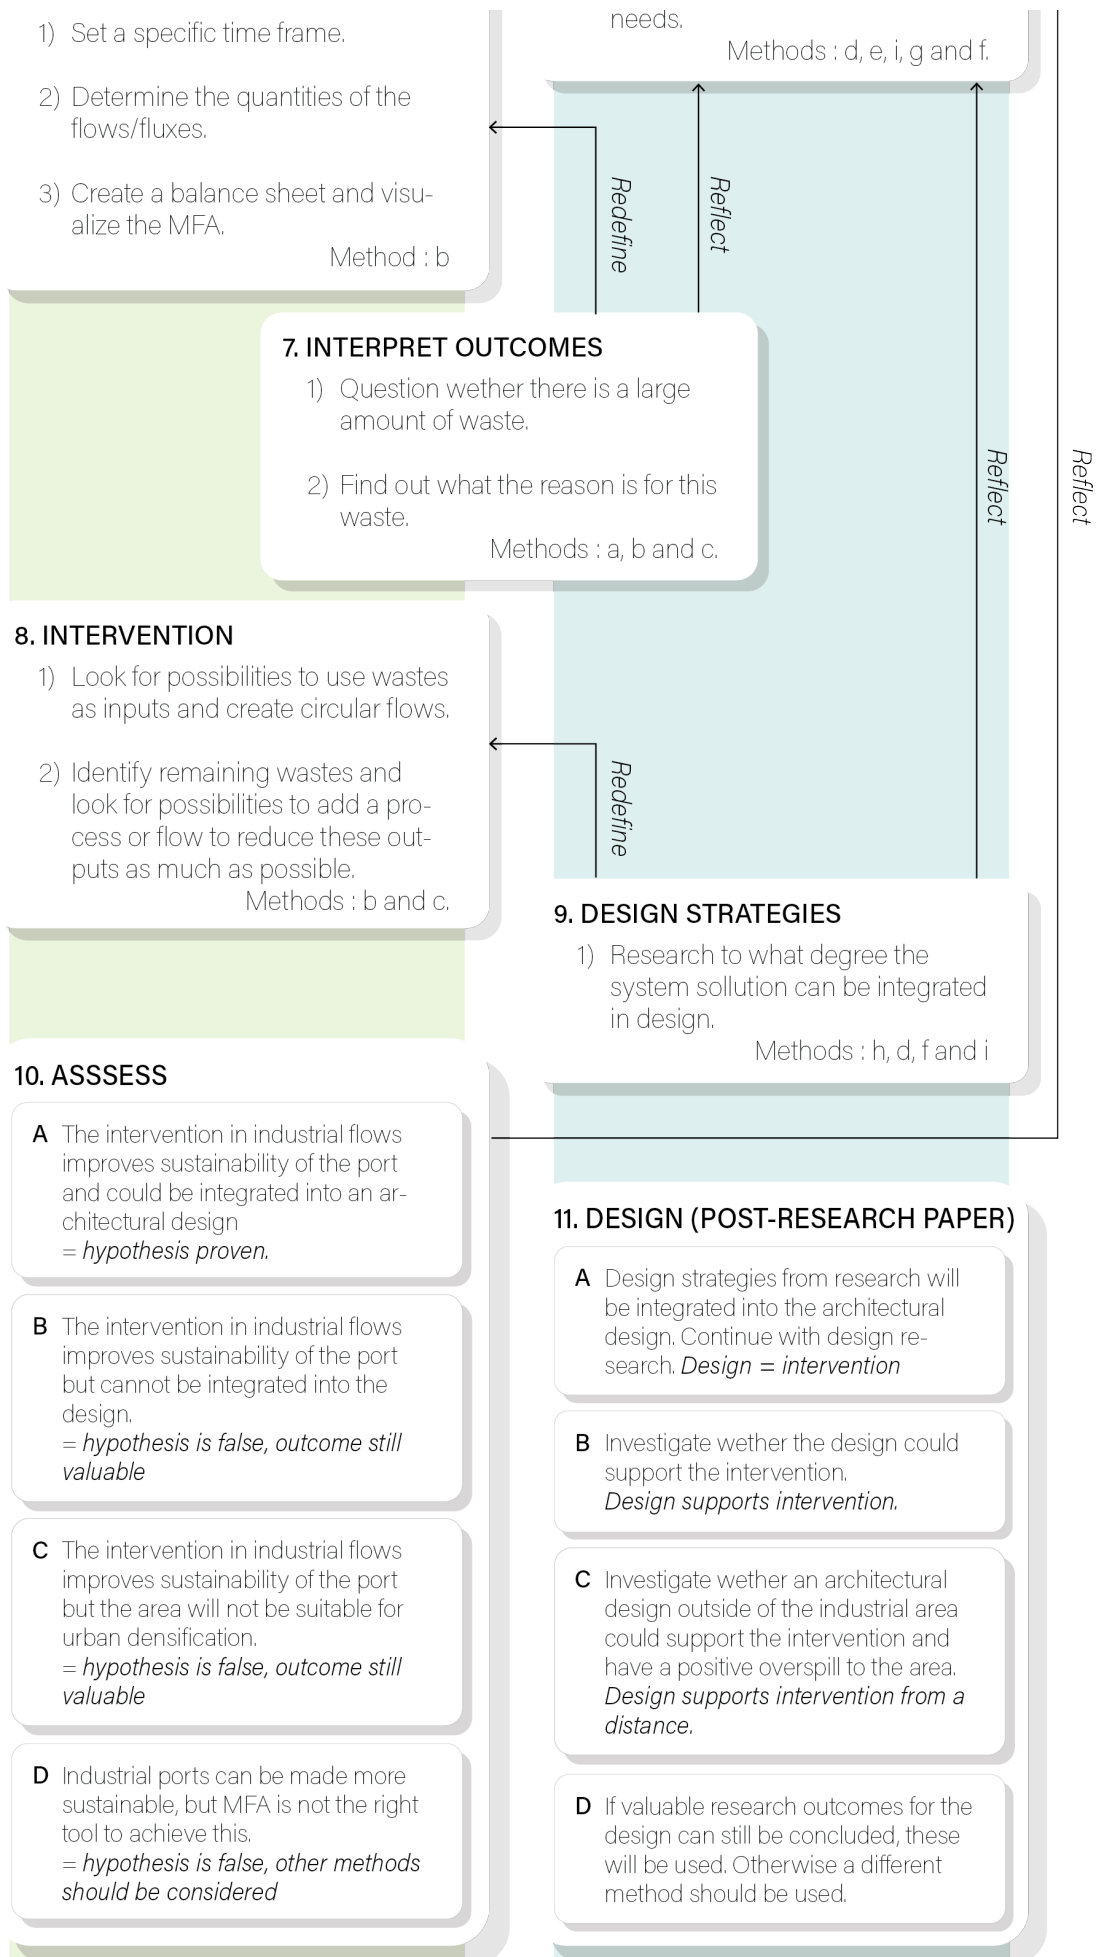 1) Set a specific time frame.
2) Determine the quantities of the
flows/fluxes.
3) Create a balance sheet and visu-
alize the MFA.
Method : b
needs.
Methods : d, e, i, g and f.
Redefine
Reflect
Reflect
Reflect
7. INTERPRET OUTCOMES
1) Question wether there is a large
amount of waste.
2) Find out what the reason is for this
waste.
Methods : a, b and c.
8. INTERVENTION
1) Look for possibilities to use wastes
as inputs and create circular flows.
2) Identify remaining wastes and
look for possibilities to add a pro-
cess or flow to reduce these out-
puts as much as possible.
Methods : b and c.
Redefine
9. DESIGN STRATEGIES
1) Research to what degree the
system sollution can be integrated
in design.
Methods : h, d, f and i
10. ASSSESS
A The intervention in industrial flows
improves sustainability of the port
and could be integrated into an ar-
chitectural design
= hypothesis proven.
B The intervention in industrial flows
improves sustainability of the port
but cannot be integrated into the
design.
= hypothesis is false, outcome still
valuable
C The intervention in industrial flows
improves sustainability of the port
but the area will not be suitable for
urban densification.
= hypothesis is false, outcome still
valuable
D Industrial ports can be made more
sustainable, but MFA is not the right
tool to achieve this.
= hypothesis is false, other methods
should be considered
11. DESIGN (POST-RESEARCH PAPER)
A Design strategies from research will
be integrated into the architectural
design. Continue with design re-
search. Design = intervention
B Investigate wether the design could
support the intervention.
Design supports intervention.
C Investigate wether an architectural
design outside of the industrial area
could support the intervention and
have a positive overspill to the area.
Design supports intervention from a
distance.
D If valuable research outcomes for the
design can still be concluded, these
will be used. Otherwise a different
method should be used.